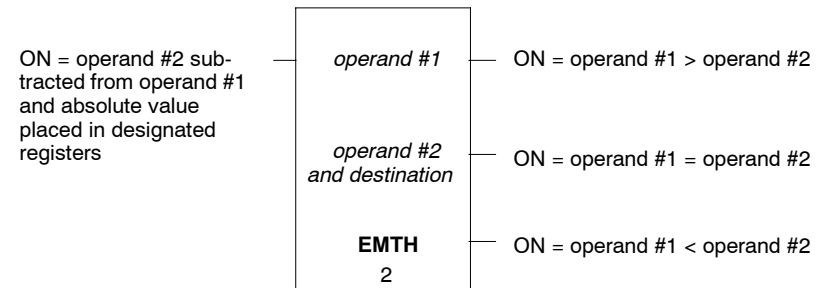 ON = operand #2 sub-
tracted from operand #1
and absolute value
placed in designated
registers
operand #1
ON = operand #1 > operand #2
operand #2
and destination
ON = operand #1 = operand #2
EMTH
2
ON = operand #1 < operand #2